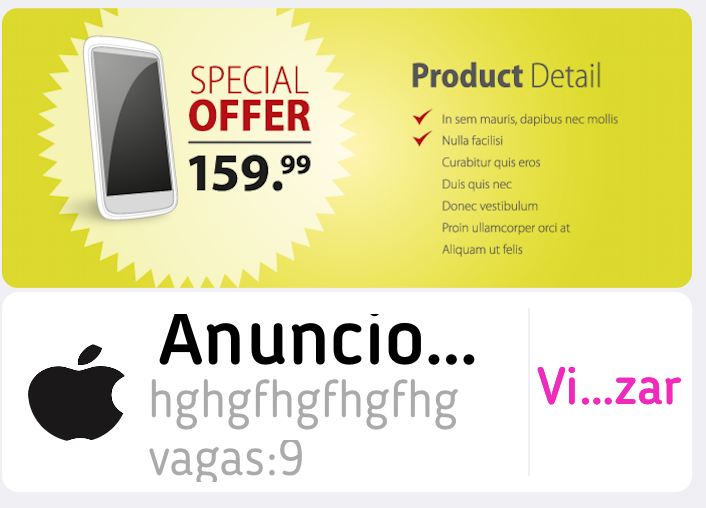 SPECIAL
OFFER
159.99
Product Detail
In sem mauris, dapibus nec mollis
Nulla facilisi
Curabitur quis eros
Duis quis nec
Donec vestibulum
Proin ullamcorper orci at
Aliquam ut felis
Anuncio...
hghgfhgfhgfhg
vagas:9
Vi...zar